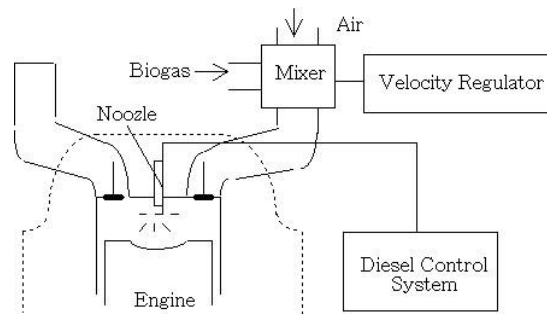 Air
Biogas
Mixer
Velocity Regulator
Noozle
Diesel Control
System
Engine